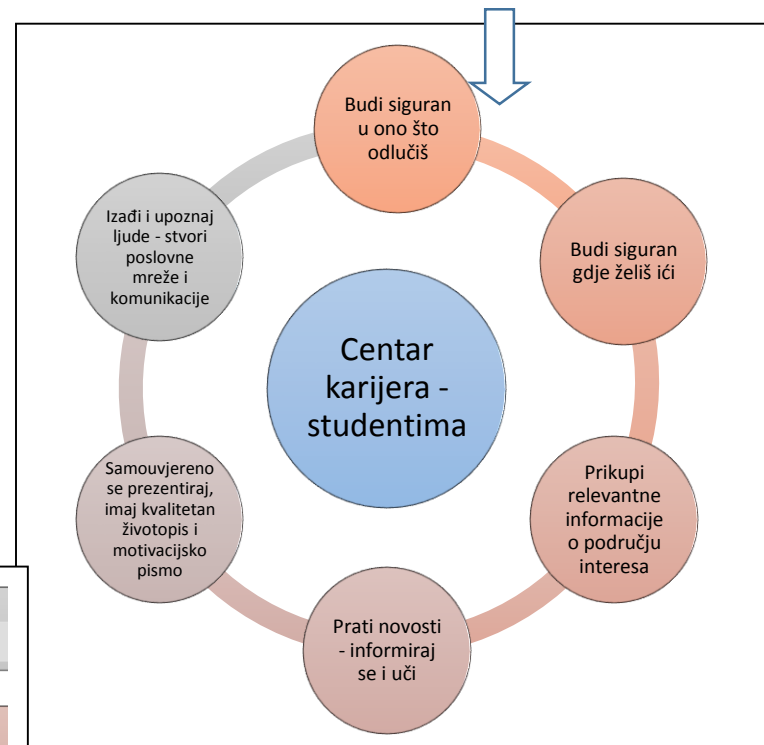 Budi siguran
u ono što
odlučiš
Budi siguran
gdje želiš ići
Prikupi
relevantne
informacije
o području
interesa
Prati novosti
- informiraj
se i uči
Samouvjereno
se prezentiraj,
imaj kvalitetan
životopis i
motivacijsko
pismo
Izađi i upoznaj
ljude - stvori
poslovne
mreže i
komunikacije
Centar
karijera -
studentima